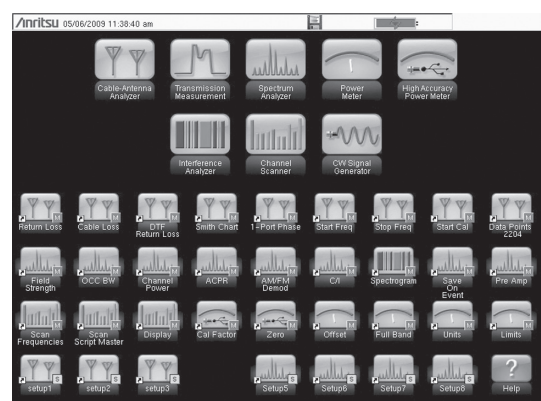 Anritsu 05/06/2009 11:38:40 am
Cable-Antenna Analyzer
Transmission Measurement
Spectrum Analyzer
Power Meter
High Accuracy Power Meter
Interference Analyzer
Channel Scanner
CW Signal Generator
Return Loss
Cable Loss
DTF Return Loss
Smith Chart
1-Port Phase
Start Freq
Stop Freq
Start Cal
Data Points 2204
Field Strength
OCC BW
Channel Power
ACPR
AM/FM Demod
C/I
Spectrogram
Save On Event
Pre Amp
Scan Frequencies
Scan Script Master
Display
Cal Factor
Zero
Offset
Full Band
Units
Limits
setup1
setup2
setup3
Setup5
Setup6
Setup7
Setup8
? Help